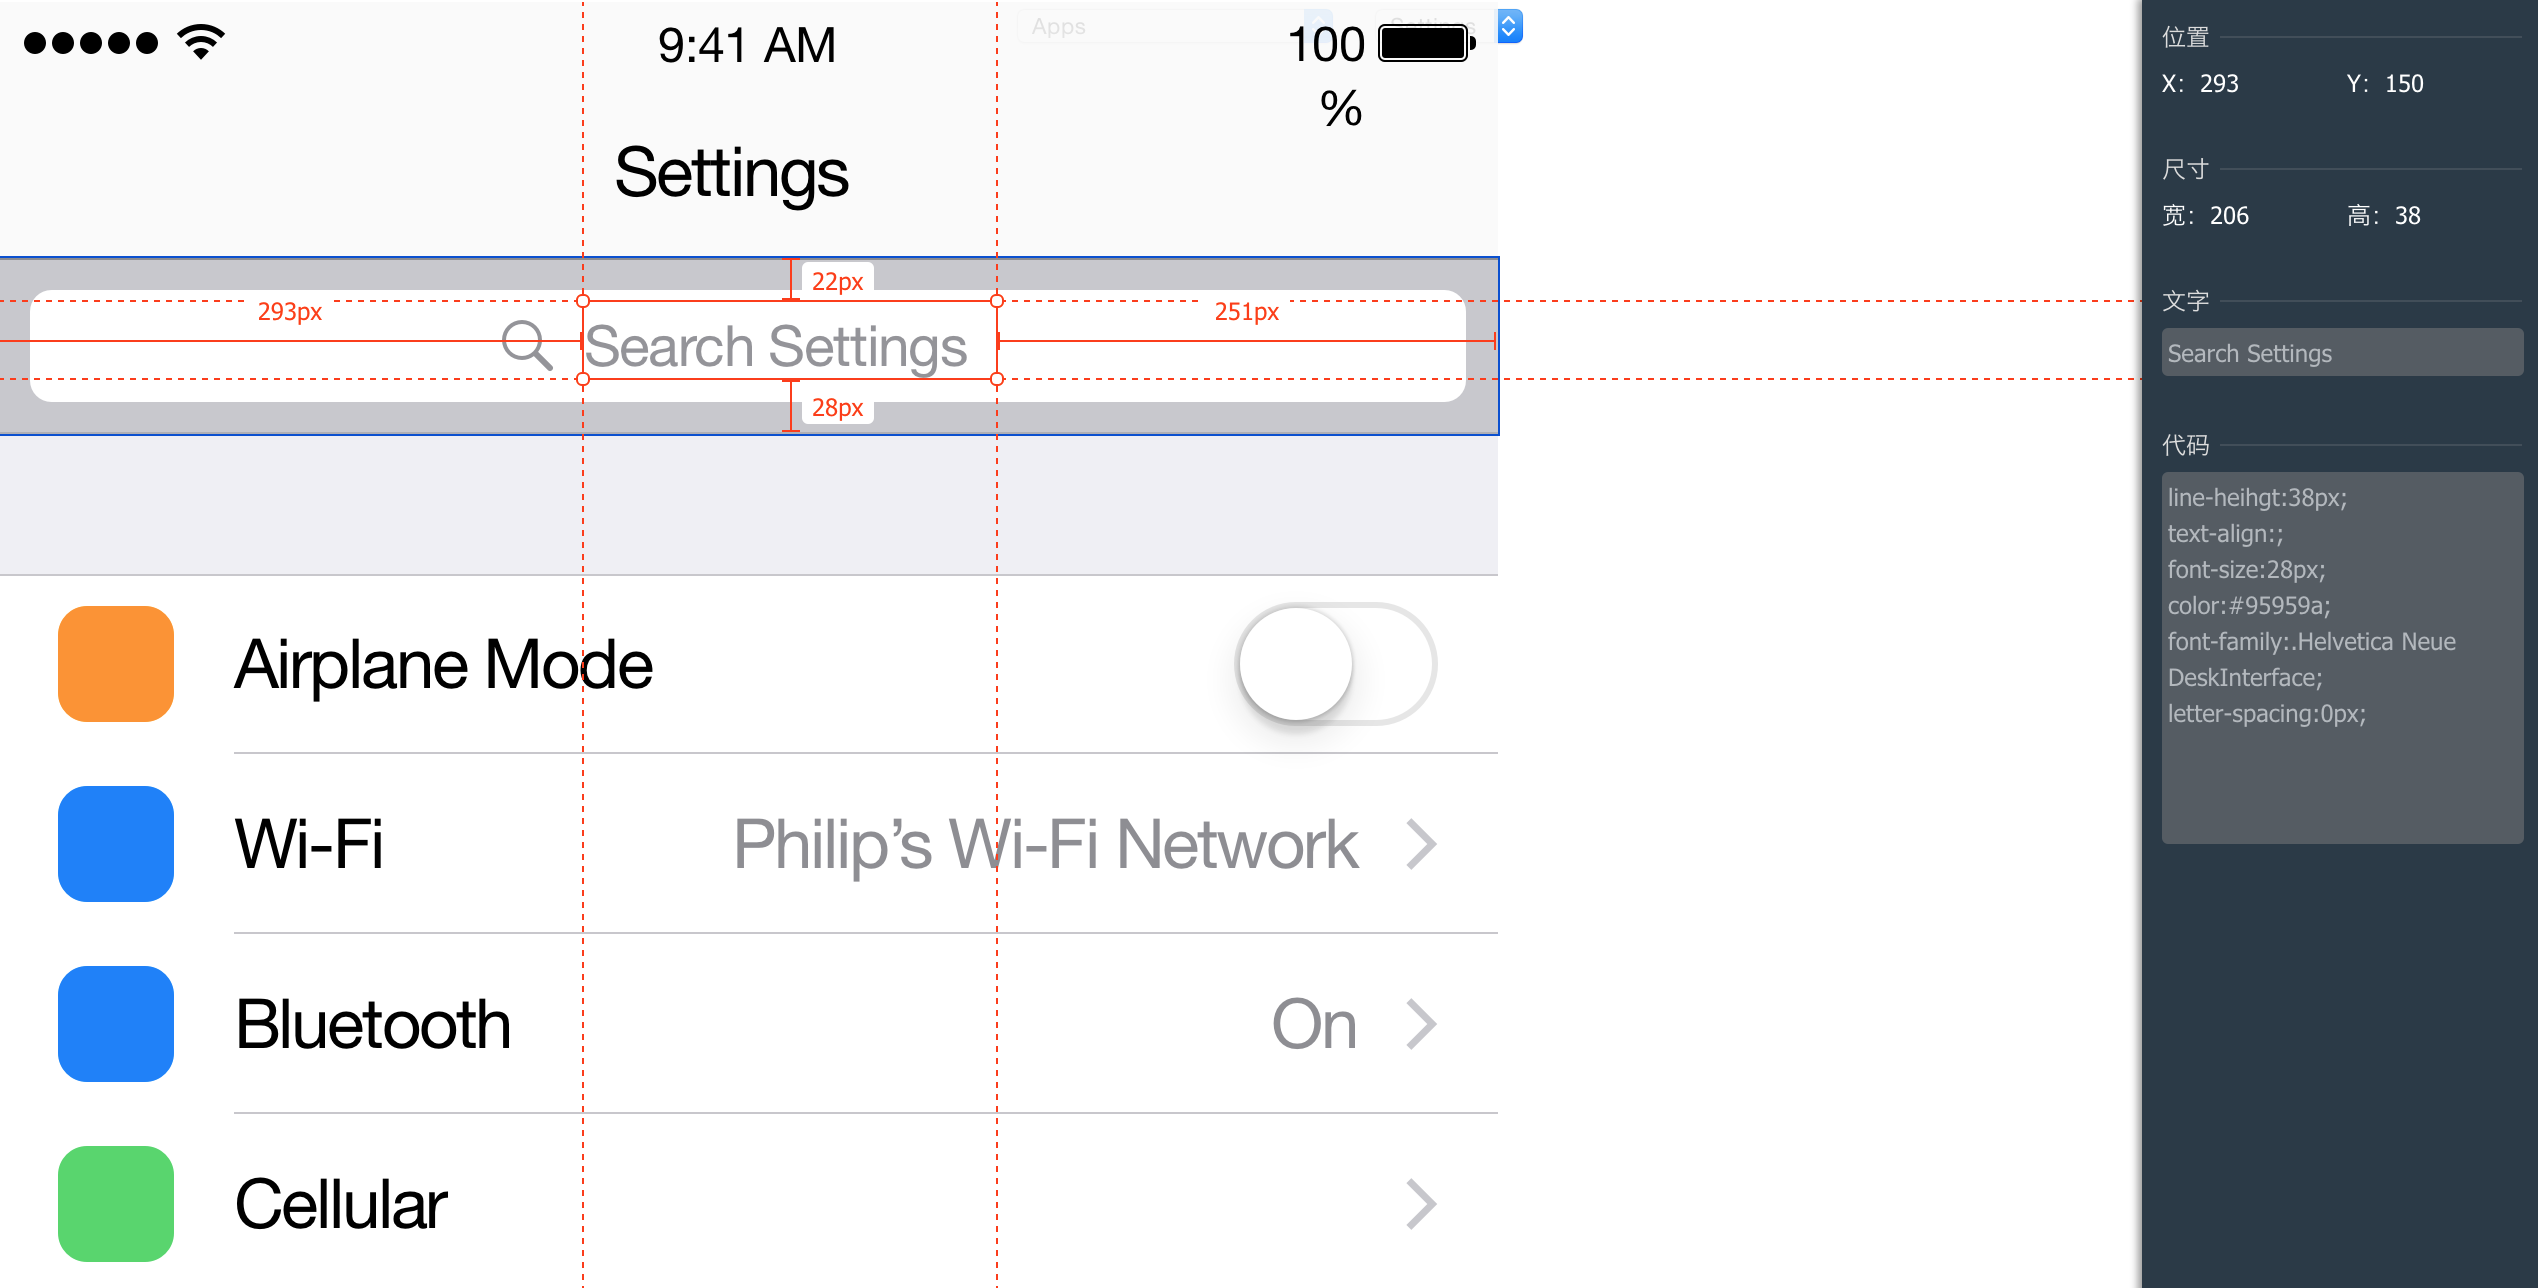 9:41 AM
Apps
Settings
100
%
Settings
22px
293px
251px
Search Settings
28px
Airplane Mode
Wi-Fi
Philip’s Wi-Fi Network
Bluetooth
On
Cellular
位置
X: 293
Y: 150
尺寸
宽: 206
高: 38
文字
Search Settings
代码
line-heihgt:38px;
text-align:;
font-size:28px;
color:#95959a;
font-family:.Helvetica Neue
DeskInterface;
letter-spacing:0px;